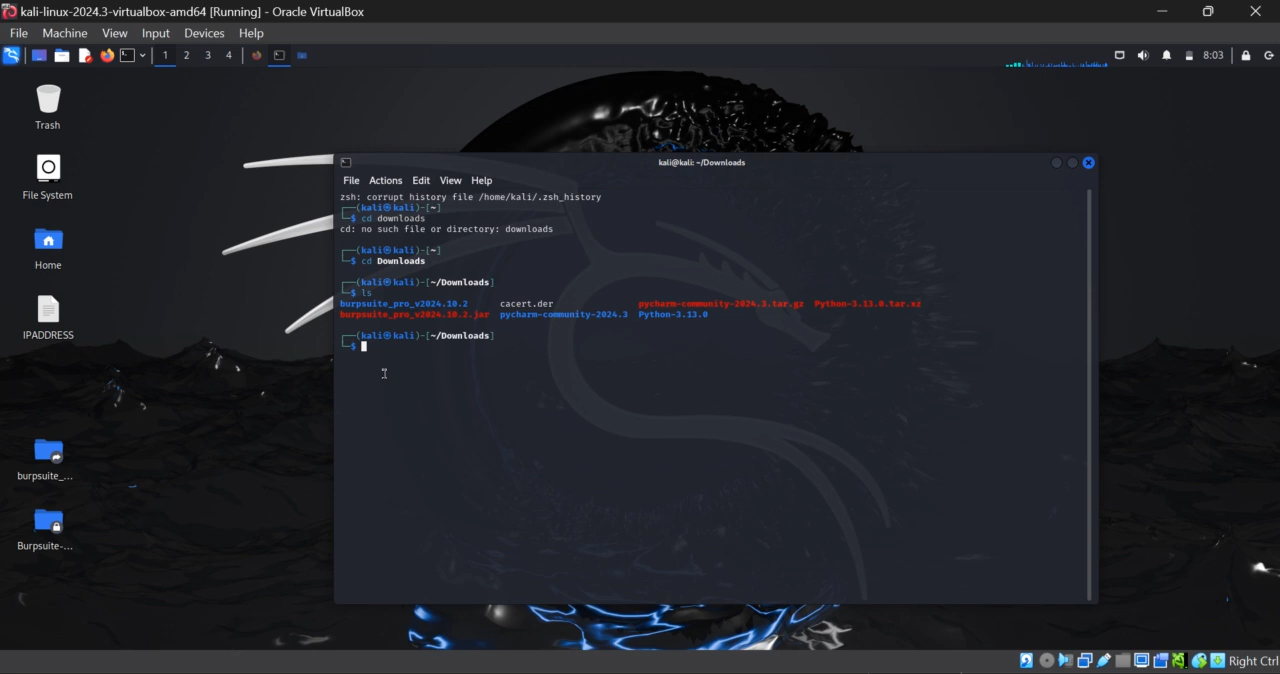 kali-linux-2024.3-virtualbox-amd64 [Running] - Oracle VirtualBox
File Machine View Input Devices Help
1 2 3 4 8:03
Trash
File System
Home
IPADDRESS
burpsuite_...
Burpsuite-...
kali@kali: ~/Downloads
File Actions Edit View Help
zsh: corrupt history file /home/kali/.zsh_history
┌──(kali㉿kali)-[~]
└─$ cd downloads
cd: no such file or directory: downloads
┌──(kali㉿kali)-[~]
└─$ cd Downloads
┌──(kali㉿kali)-[~/Downloads]
└─$ ls
burpsuite_pro_v2024.10.2 cacert.der pycharm-community-2024.3.tar.gz Python-3.13.0.tar.xz
burpsuite_pro_v2024.10.2.jar pycharm-community-2024.3 Python-3.13.0
┌──(kali㉿kali)-[~/Downloads]
└─$
Right Ctrl